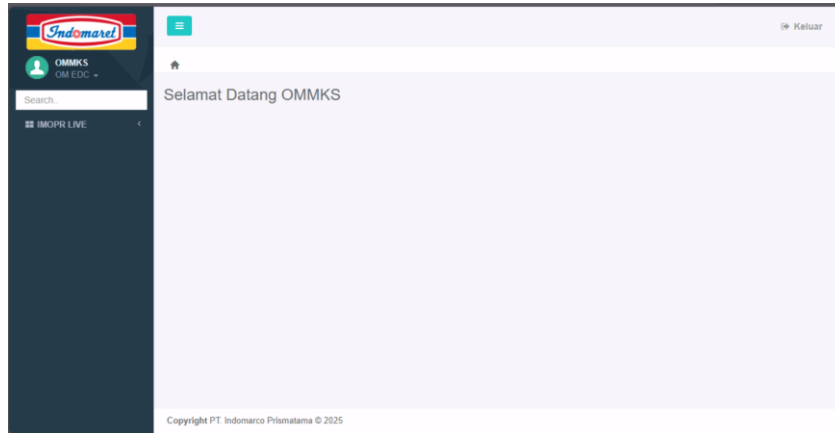 Indomaret
Keluar
OMMKS
OM EDC
Search..
Selamat Datang OMMKS
IMOPR LIVE
Copyright PT. Indomarco Prismatama © 2025